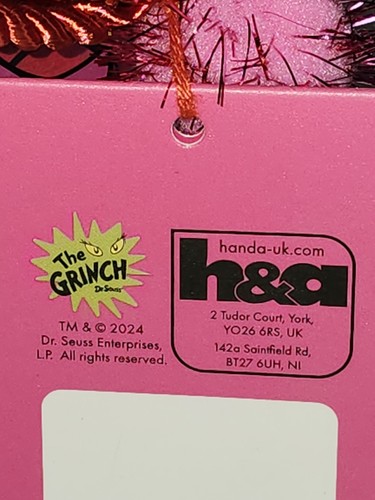 The
GRINCH
Dr. Seuss
TM & © 2024
Dr. Seuss Enterprises,
L.P. All rights reserved.
handa-uk.com
h&a
2 Tudor Court, York,
YO26 6RS, UK
142a Saintfield Rd,
BT27 6UH, NI